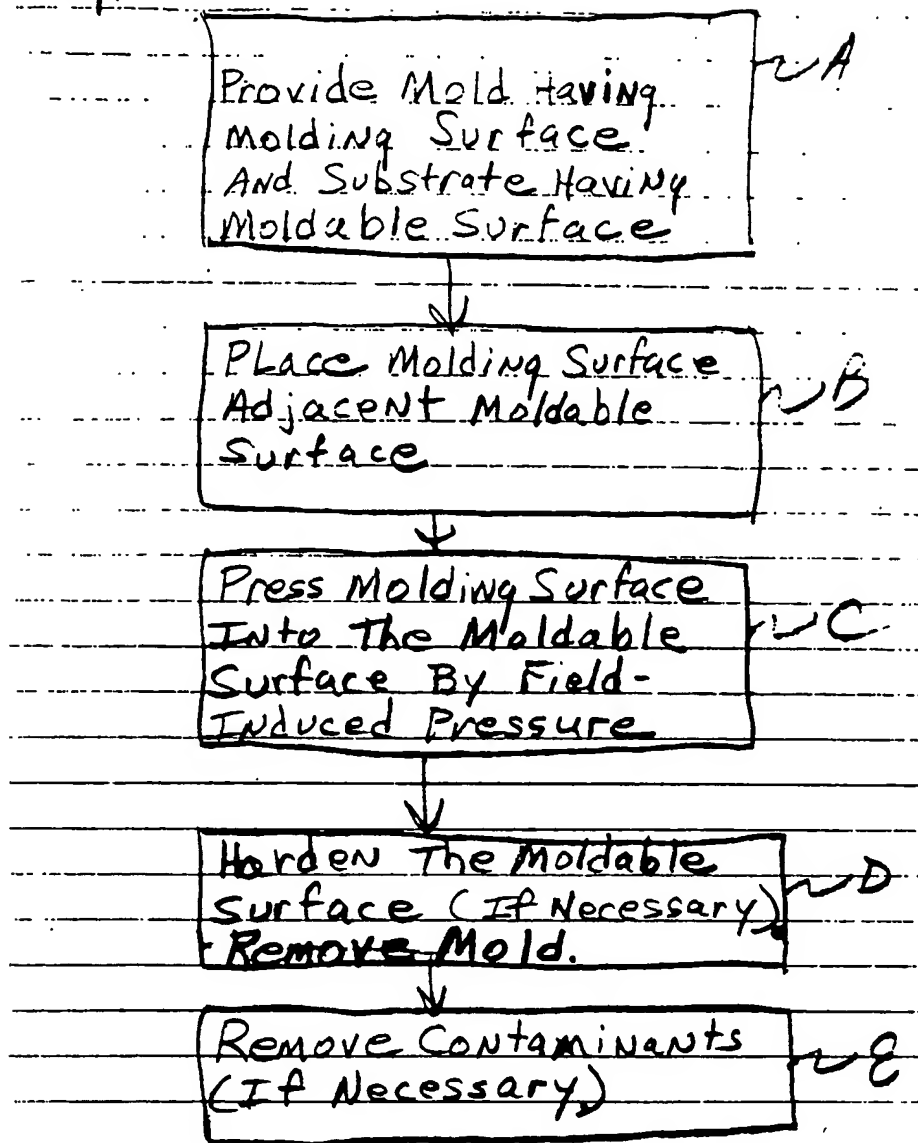 Provide Mold Having
Molding Surface
And Substrate Having
Moldable Surface
A
Place Molding Surface
Adjacent Moldable
Surface
B
Press Molding Surface
Into The Moldable
Surface By Field-
Induced Pressure
C
Harden The Moldable
Surface (If Necessary).
Remove Mold.
D
Remove Contaminants
(If Necessary)
E